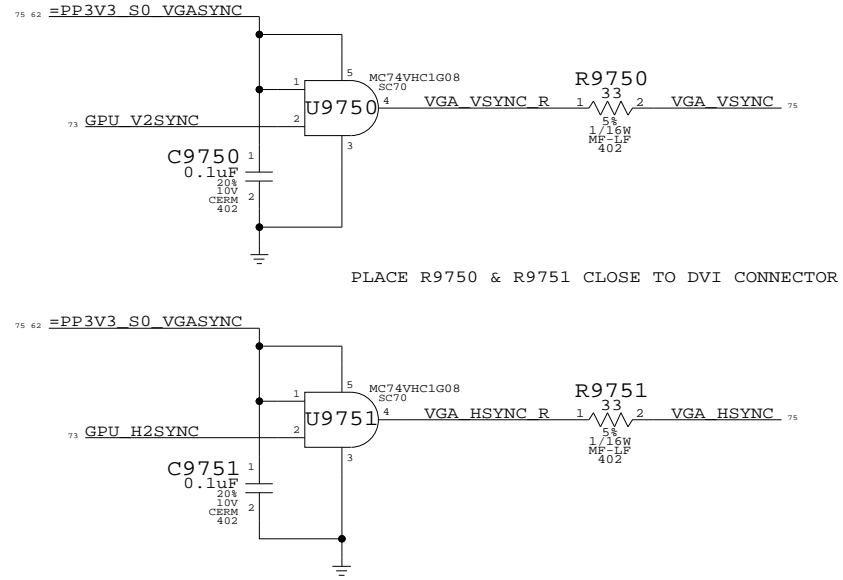 75 62 =PP3V3_S0_VGASYNC
5 MC74VHC1G08
SC70
1
U9750
4 VGA_VSYNC_R
R9750
33
1 2 VGA_VSYNC 75
5%
1/16W
MF-LF
402
73 GPU_V2SYNC 2
3
C9750 1
0.1uF
20%
10V 2
CERM
402
PLACE R9750 & R9751 CLOSE TO DVI CONNECTOR
75 62 =PP3V3_S0_VGASYNC
5 MC74VHC1G08
SC70
1
U9751
4 VGA_HSYNC_R
R9751
33
1 2 VGA_HSYNC 75
5%
1/16W
MF-LF
402
73 GPU_H2SYNC 2
3
C9751 1
0.1uF
20%
10V 2
CERM
402